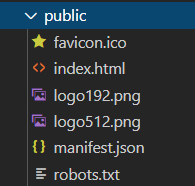 public
favicon.ico
index.html
logo192.png
logo512.png
manifest.json
robots.txt